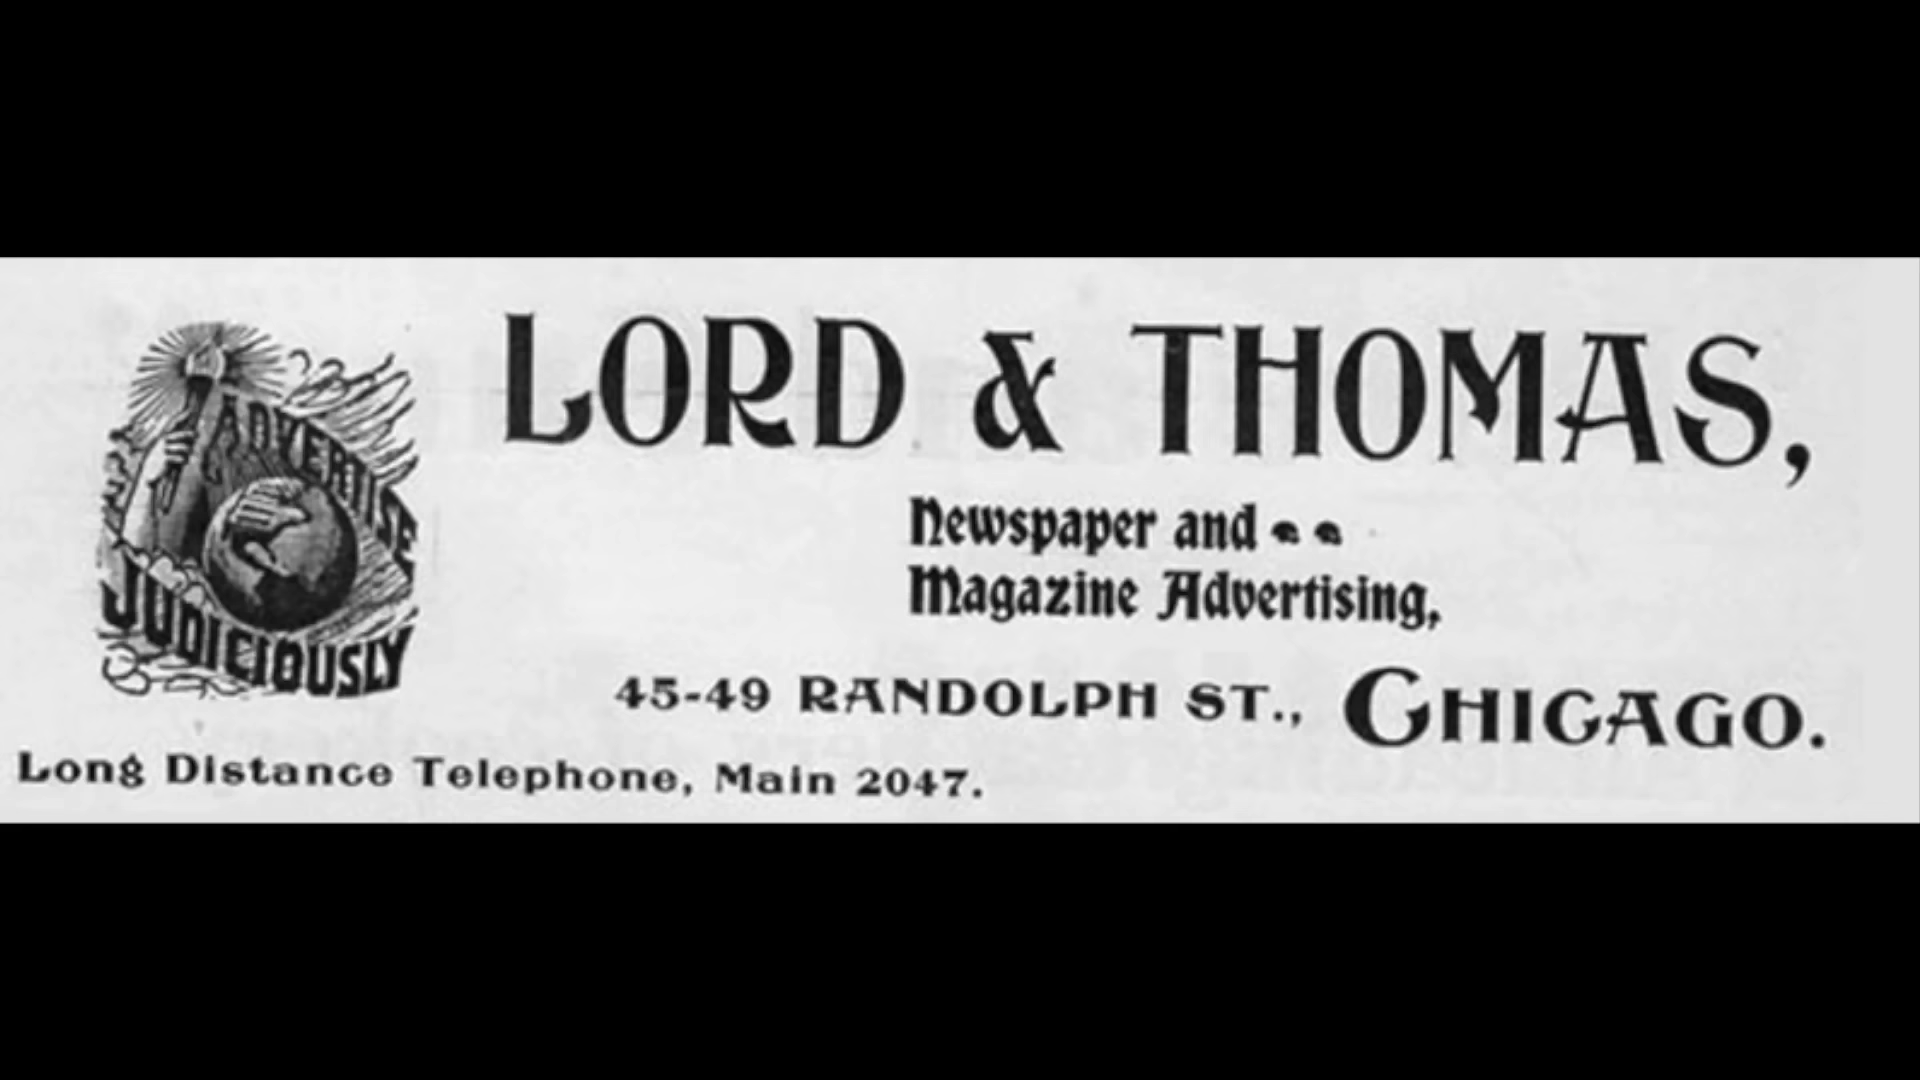 LORD & THOMAS,
ADVERTISE
JUDICIOUSLY
Newspaper and
Magazine Advertising,
45-49 RANDOLPH ST., CHICAGO.
Long Distance Telephone, Main 2047.